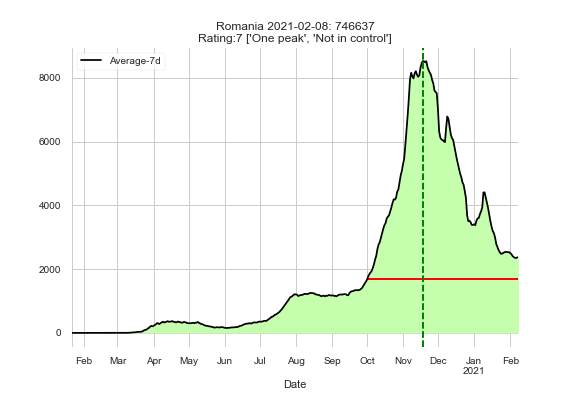 Romania 2021-02-08: 746637
Rating:7 ['One peak', 'Not in control']
Average-7d
8000
6000
4000
2000
0
Feb Mar Apr May Jun Jul Aug Sep Oct Nov Dec Jan Feb
2021
Date